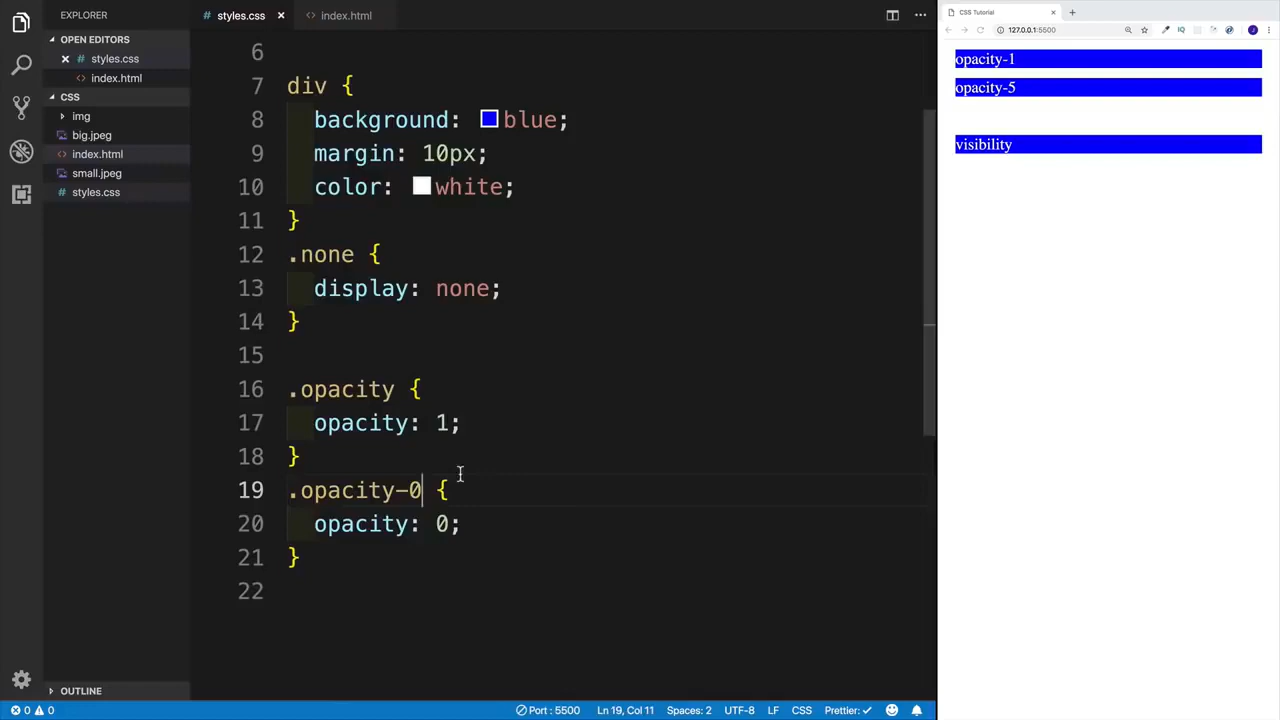 EXPLORER
OPEN EDITORS
styles.css
index.html
CSS
img
big.jpeg
index.html
small.jpeg
styles.css
OUTLINE
styles.css
index.html
6
7 div {
8 background: blue;
9 margin: 10px;
10 color: white;
11 }
12 .none {
13 display: none;
14 }
15
16 .opacity {
17 opacity: 1;
18 }
19 .opacity-0 {
20 opacity: 0;
21 }
22
0 0
Port : 5500
Ln 19, Col 11
Spaces: 2
UTF-8
LF
CSS
Prettier: ✓
CSS Tutorial
127.0.0.1:5500
opacity-1
opacity-5
visibility